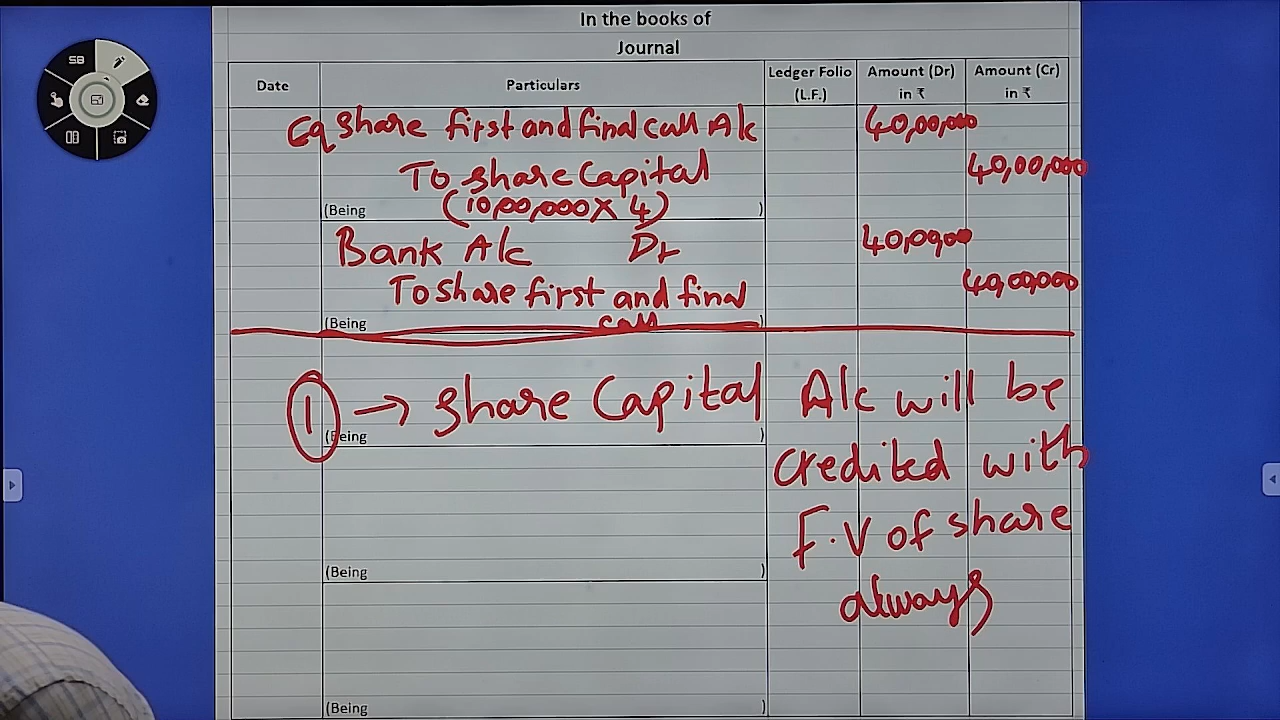 In the books of
Journal
Date Particulars Ledger Folio (L.F.) Amount (Dr) in ₹ Amount (Cr) in ₹
Eq share first and final call A/c 40,00,000
To share Capital 40,00,000
(Being (10,00,000 X 4) )
Bank A/c Dr 40,00,000
To share first and final 40,00,000
(Being call )
1 → share Capital A/c will be
(Being )
credited with
F.V of share
(Being )
always
(Being